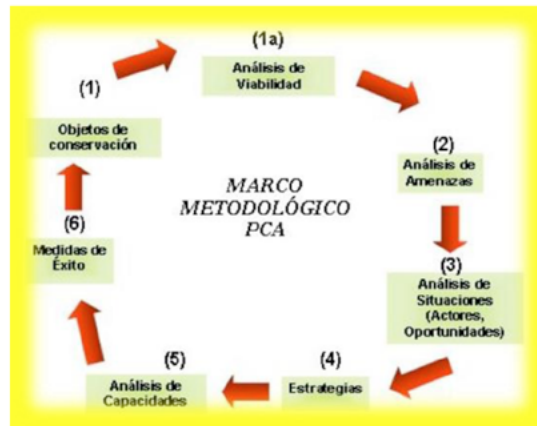 (1a)
Análisis de
Viabilidad
(1)
Objetos de
conservación
(2)
Análisis de
Amenazas
MARCO
METODOLÓGICO
PCA
(3)
Análisis de
Situaciones
(Actores,
Oportunidades)
(6)
Medidas de
Éxito
(5)
Análisis de
Capacidades
(4)
Estrategias